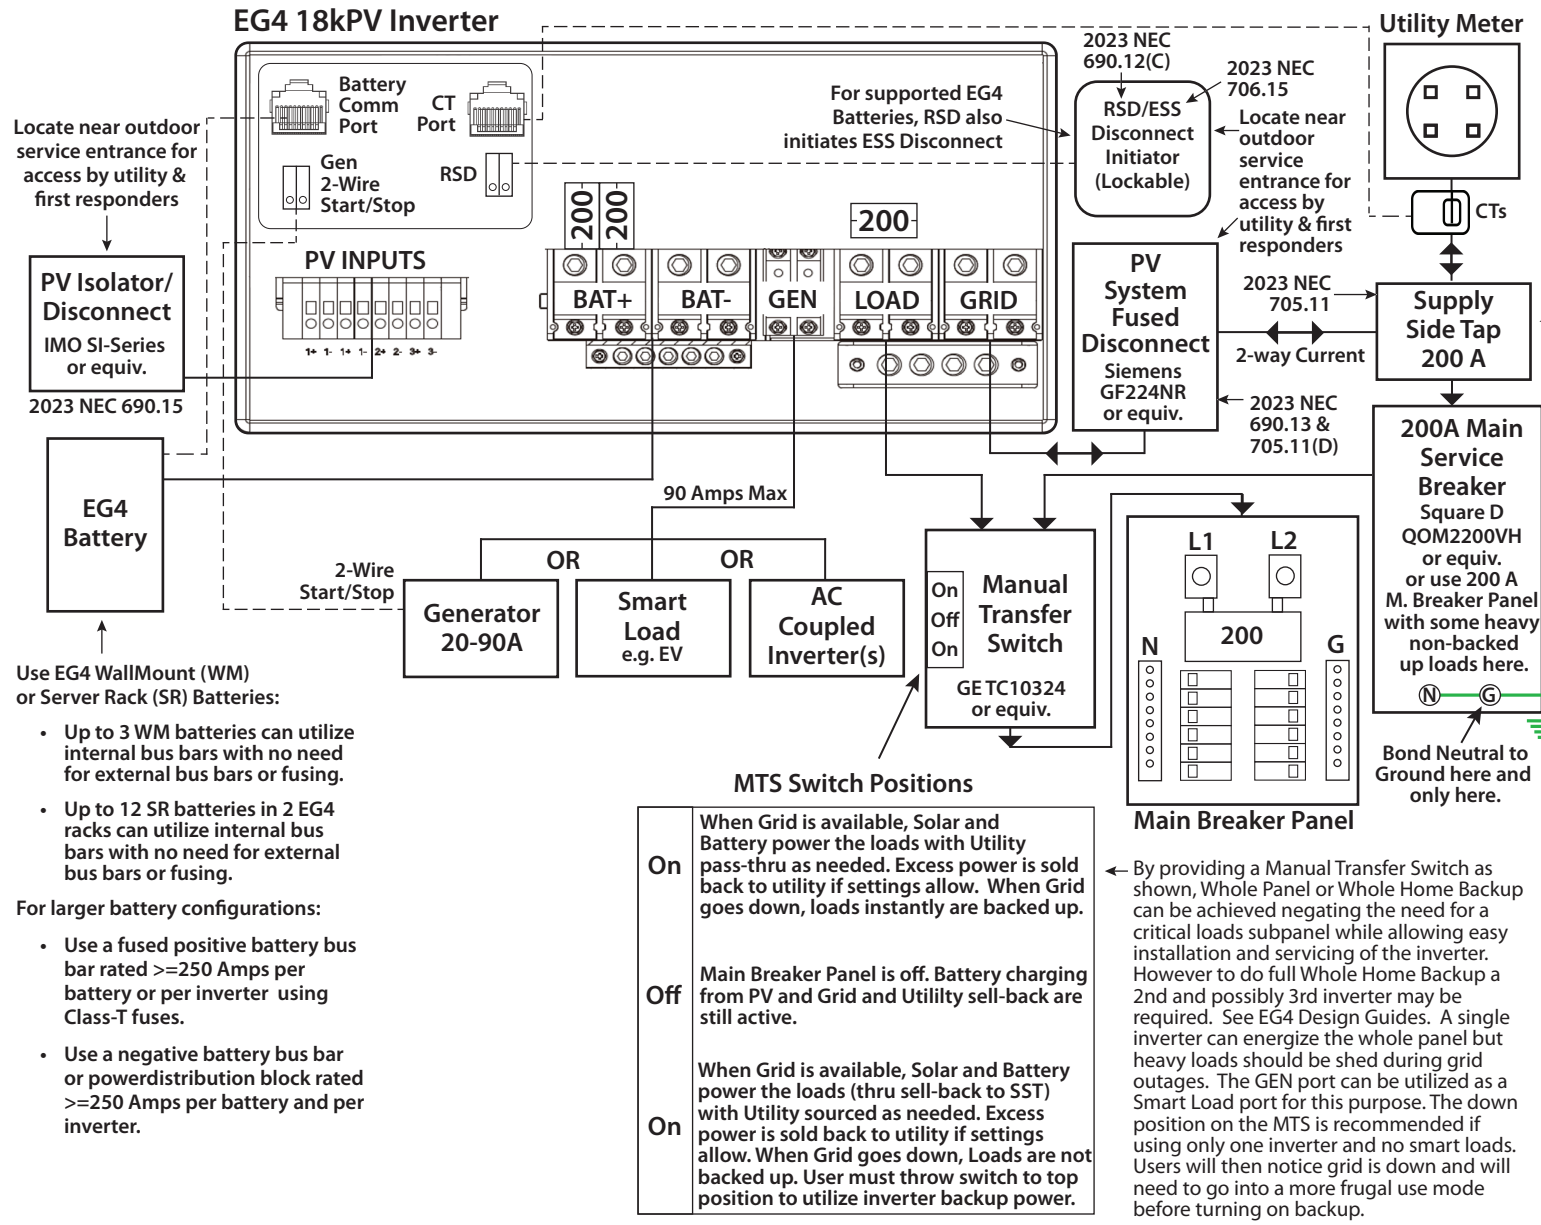 EG4 18kPV Inverter
Utility Meter
Battery
Comm
Port
CT
Port
Gen
2-Wire
Start/Stop
RSD
For supported EG4
Batteries, RSD also
initiates ESS Disconnect
2023 NEC
690.12(C)
2023 NEC
706.15
RSD/ESS
Disconnect
Initiator
(Lockable)
Locate near
outdoor
service
entrance for
access by
utility & first
responders
CTs
Locate near outdoor
service entrance for
access by utility &
first responders
PV Isolator/
Disconnect
IMO SI-Series
or equiv.
2023 NEC 690.15
PV INPUTS
1+ 1- 1+ 1- 2+ 2- 3+ 3-
200
200
200
BAT+
BAT-
GEN
LOAD
GRID
PV
System
Fused
Disconnect
Siemens
GF224NR
or equiv.
2023 NEC
705.11
2-way Current
2023 NEC
690.13 &
705.11(D)
Supply
Side Tap
200 A
200A Main
Service
Breaker
Square D
QOM2200VH
or equiv.
or use 200 A
M. Breaker Panel
with some heavy
non-backed
up loads here.
N
G
Bond Neutral to
Ground here and
only here.
EG4
Battery
90 Amps Max
2-Wire
Start/Stop
OR
OR
Generator
20-90A
Smart
Load
e.g. EV
AC
Coupled
Inverter(s)
On
Off
On
Manual
Transfer
Switch
GE TC10324
or equiv.
L1
L2
200
N
G
Main Breaker Panel
Use EG4 WallMount (WM)
or Server Rack (SR) Batteries:
• Up to 3 WM batteries can utilize
internal bus bars with no need
for external bus bars or fusing.
• Up to 12 SR batteries in 2 EG4
racks can utilize internal bus
bars with no need for external
bus bars or fusing.
For larger battery configurations:
• Use a fused positive battery bus
bar rated >=250 Amps per
battery or per inverter using
Class-T fuses.
• Use a negative battery bus bar
or powerdistribution block rated
>=250 Amps per battery and per
inverter.
MTS Switch Positions
On
When Grid is available, Solar and
Battery power the loads with Utility
pass-thru as needed. Excess power is sold
back to utility if settings allow. When Grid
goes down, loads instantly are backed up.
Off
Main Breaker Panel is off. Battery charging
from PV and Grid and Utililty sell-back are
still active.
On
When Grid is available, Solar and Battery
power the loads (thru sell-back to SST)
with Utility sourced as needed. Excess
power is sold back to utility if settings
allow. When Grid goes down, Loads are not
backed up. User must throw switch to top
position to utilize inverter backup power.
By providing a Manual Transfer Switch as
shown, Whole Panel or Whole Home Backup
can be achieved negating the need for a
critical loads subpanel while allowing easy
installation and servicing of the inverter.
However to do full Whole Home Backup a
2nd and possibly 3rd inverter may be
required. See EG4 Design Guides. A single
inverter can energize the whole panel but
heavy loads should be shed during grid
outages. The GEN port can be utilized as a
Smart Load port for this purpose. The down
position on the MTS is recommended if
using only one inverter and no smart loads.
Users will then notice grid is down and will
need to go into a more frugal use mode
before turning on backup.